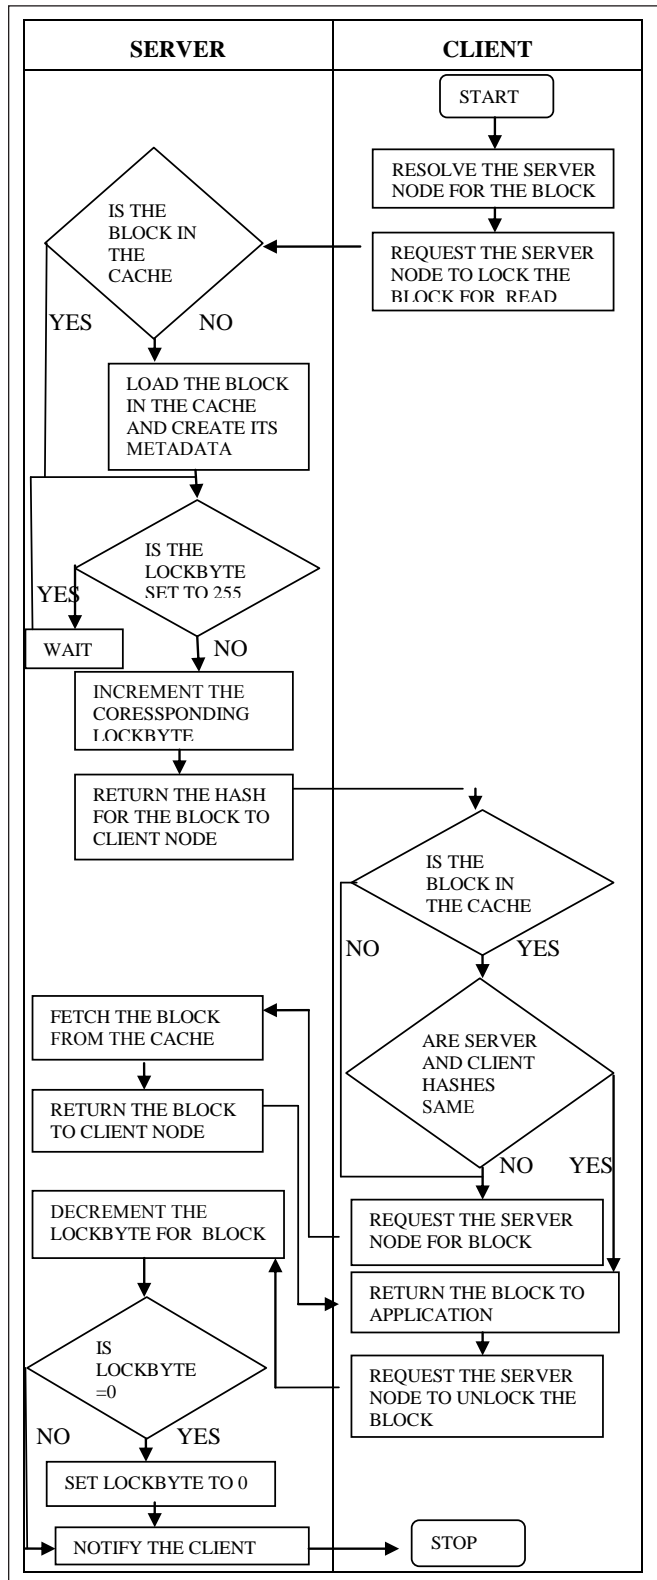 SERVER
CLIENT
START
RESOLVE THE SERVER
NODE FOR THE BLOCK
REQUEST THE SERVER
NODE TO LOCK THE
BLOCK FOR READ
IS THE
BLOCK IN
THE
CACHE
YES
NO
LOAD THE BLOCK
IN THE CACHE
AND CREATE ITS
METADATA
IS THE
LOCKBYTE
SET TO 255
YES
WAIT
NO
INCREMENT THE
CORESSPONDING
LOCKBYTE
RETURN THE HASH
FOR THE BLOCK TO
CLIENT NODE
IS THE
BLOCK IN
THE CACHE
NO
YES
ARE SERVER
AND CLIENT
HASHES
SAME
NO
YES
FETCH THE BLOCK
FROM THE CACHE
RETURN THE BLOCK
TO CLIENT NODE
REQUEST THE SERVER
NODE FOR BLOCK
RETURN THE BLOCK TO
APPLICATION
REQUEST THE SERVER
NODE TO UNLOCK THE
BLOCK
DECREMENT THE
LOCKBYTE FOR BLOCK
IS
LOCKBYTE
=0
NO
YES
SET LOCKBYTE TO 0
NOTIFY THE CLIENT
STOP